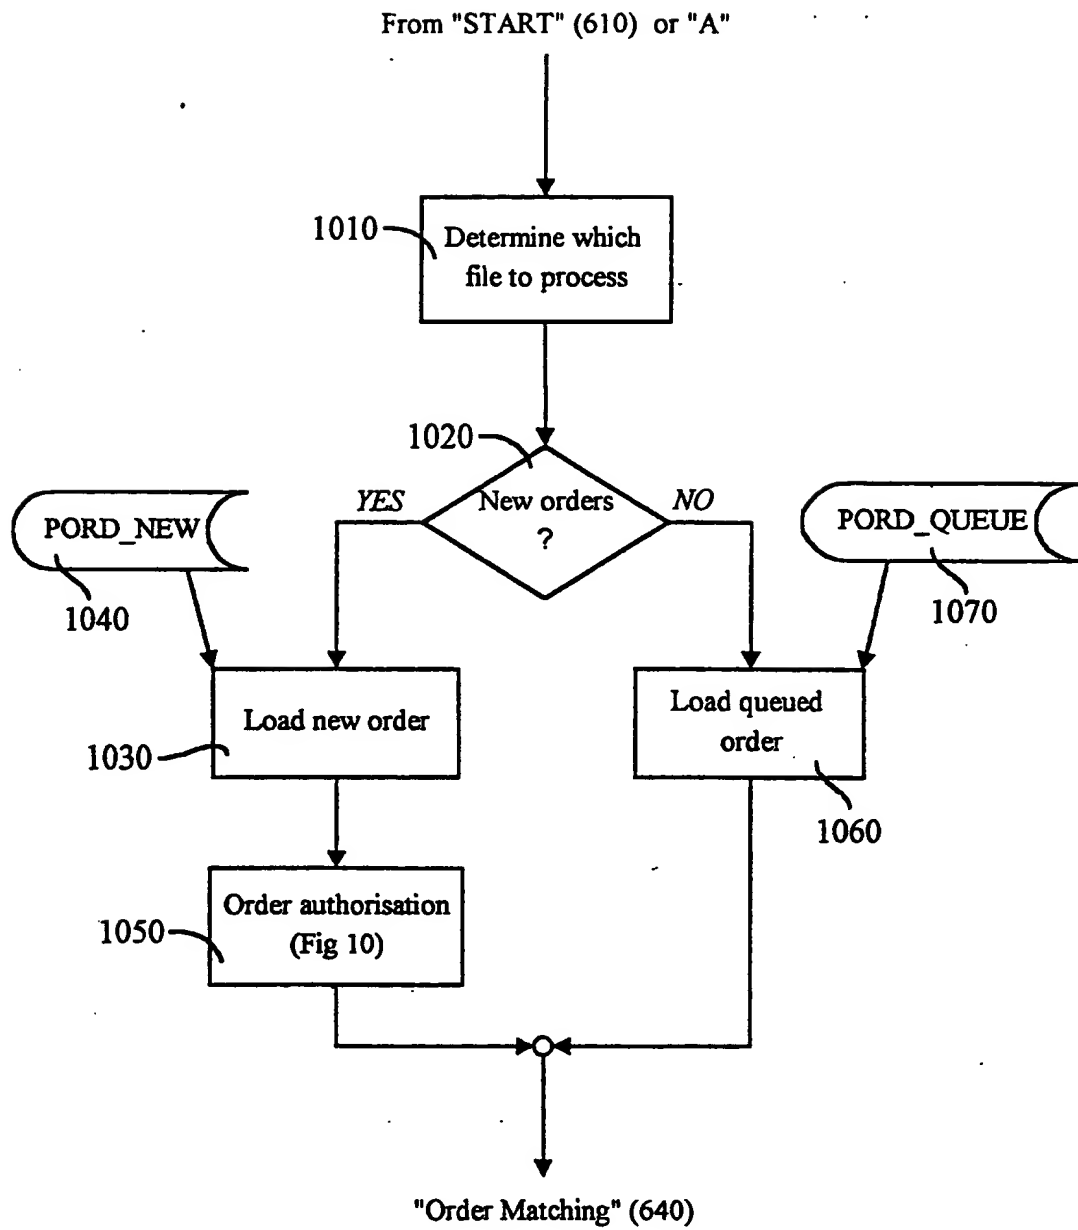 From "START" (610) or "A"
1010
Determine which
file to process
1020
YES
New orders
?
NO
PORD_NEW
PORD_QUEUE
1040
1070
Load new order
Load queued
order
1030
1060
Order authorisation
(Fig 10)
1050
"Order Matching" (640)